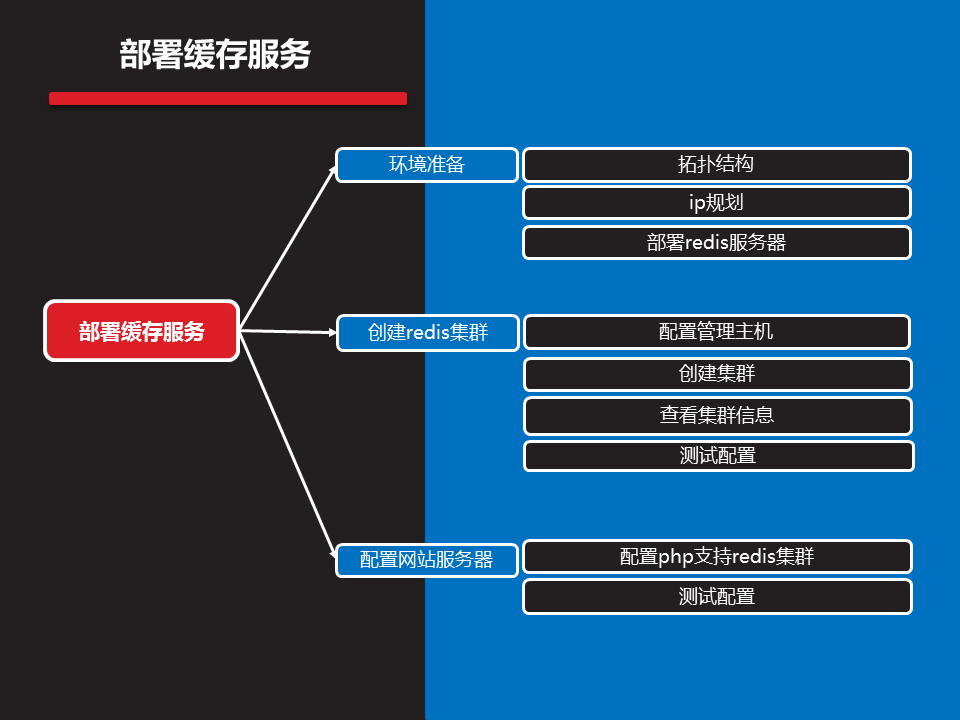 部署缓存服务
环境准备
拓扑结构
ip规划
部署redis服务器
部署缓存服务
创建redis集群
配置管理主机
创建集群
查看集群信息
测试配置
配置网站服务器
配置php支持redis集群
测试配置